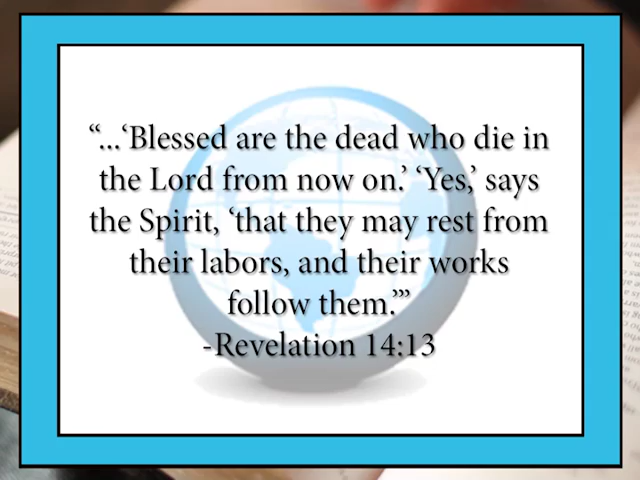 “...‘Blessed are the dead who die in
the Lord from now on.’ ‘Yes,’ says
the Spirit, ‘that they may rest from
their labors, and their works
follow them.’”
-Revelation 14:13